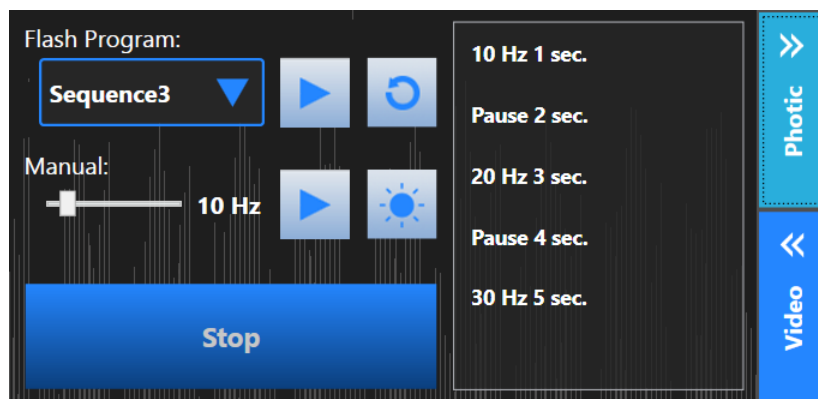 Flash Program:
Sequence3
Manual:
10 Hz
Stop
10 Hz 1 sec.
Pause 2 sec.
20 Hz 3 sec.
Pause 4 sec.
30 Hz 5 sec.
Photic
Video